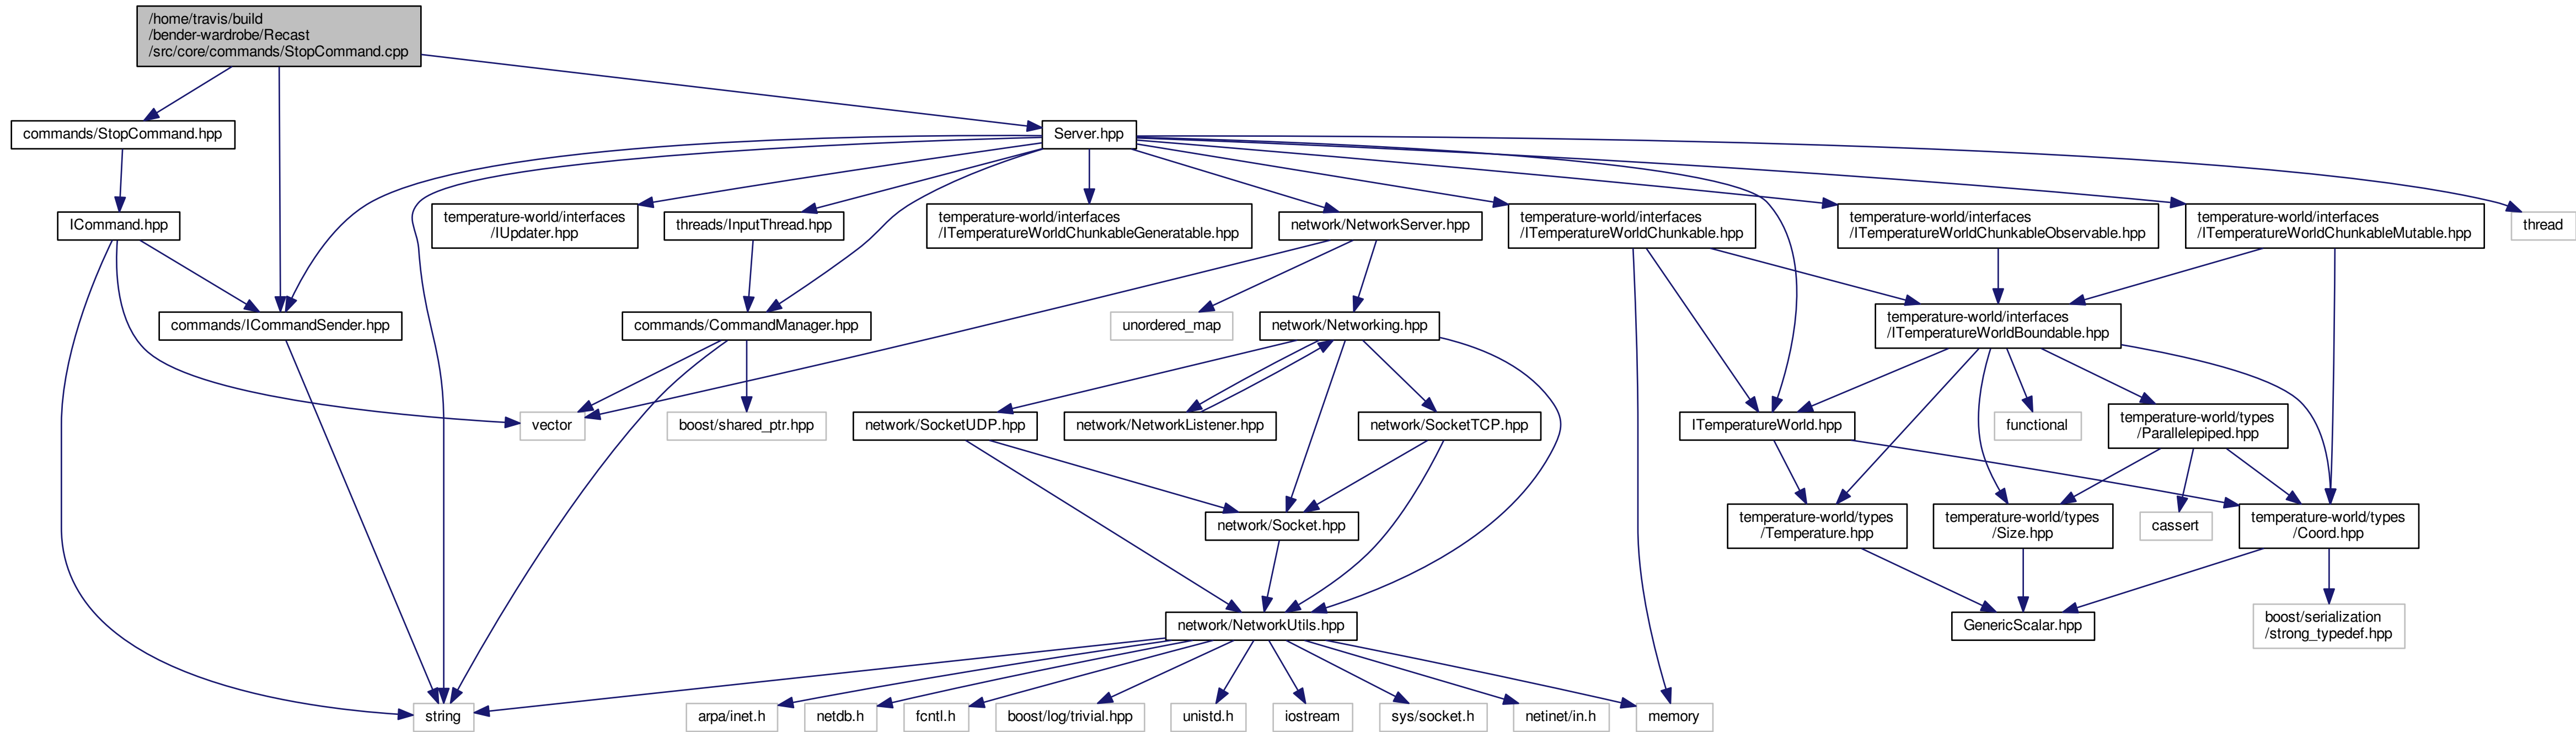 /home/travis/build
/bender-wardrobe/Recast
/src/core/commands/StopCommand.cpp
commands/StopCommand.hpp
Server.hpp
ICommand.hpp
temperature-world/interfaces
/IUpdater.hpp
threads/InputThread.hpp
temperature-world/interfaces
/ITemperatureWorldChunkableGeneratable.hpp
network/NetworkServer.hpp
temperature-world/interfaces
/ITemperatureWorldChunkable.hpp
temperature-world/interfaces
/ITemperatureWorldChunkableObservable.hpp
temperature-world/interfaces
/ITemperatureWorldChunkableMutable.hpp
thread
commands/ICommandSender.hpp
commands/CommandManager.hpp
unordered_map
network/Networking.hpp
temperature-world/interfaces
/ITemperatureWorldBoundable.hpp
vector
boost/shared_ptr.hpp
network/SocketUDP.hpp
network/NetworkListener.hpp
network/SocketTCP.hpp
ITemperatureWorld.hpp
functional
temperature-world/types
/Parallelepiped.hpp
network/Socket.hpp
temperature-world/types
/Temperature.hpp
temperature-world/types
/Size.hpp
cassert
temperature-world/types
/Coord.hpp
network/NetworkUtils.hpp
GenericScalar.hpp
boost/serialization
/strong_typedef.hpp
string
arpa/inet.h
netdb.h
fcntl.h
boost/log/trivial.hpp
unistd.h
iostream
sys/socket.h
netinet/in.h
memory